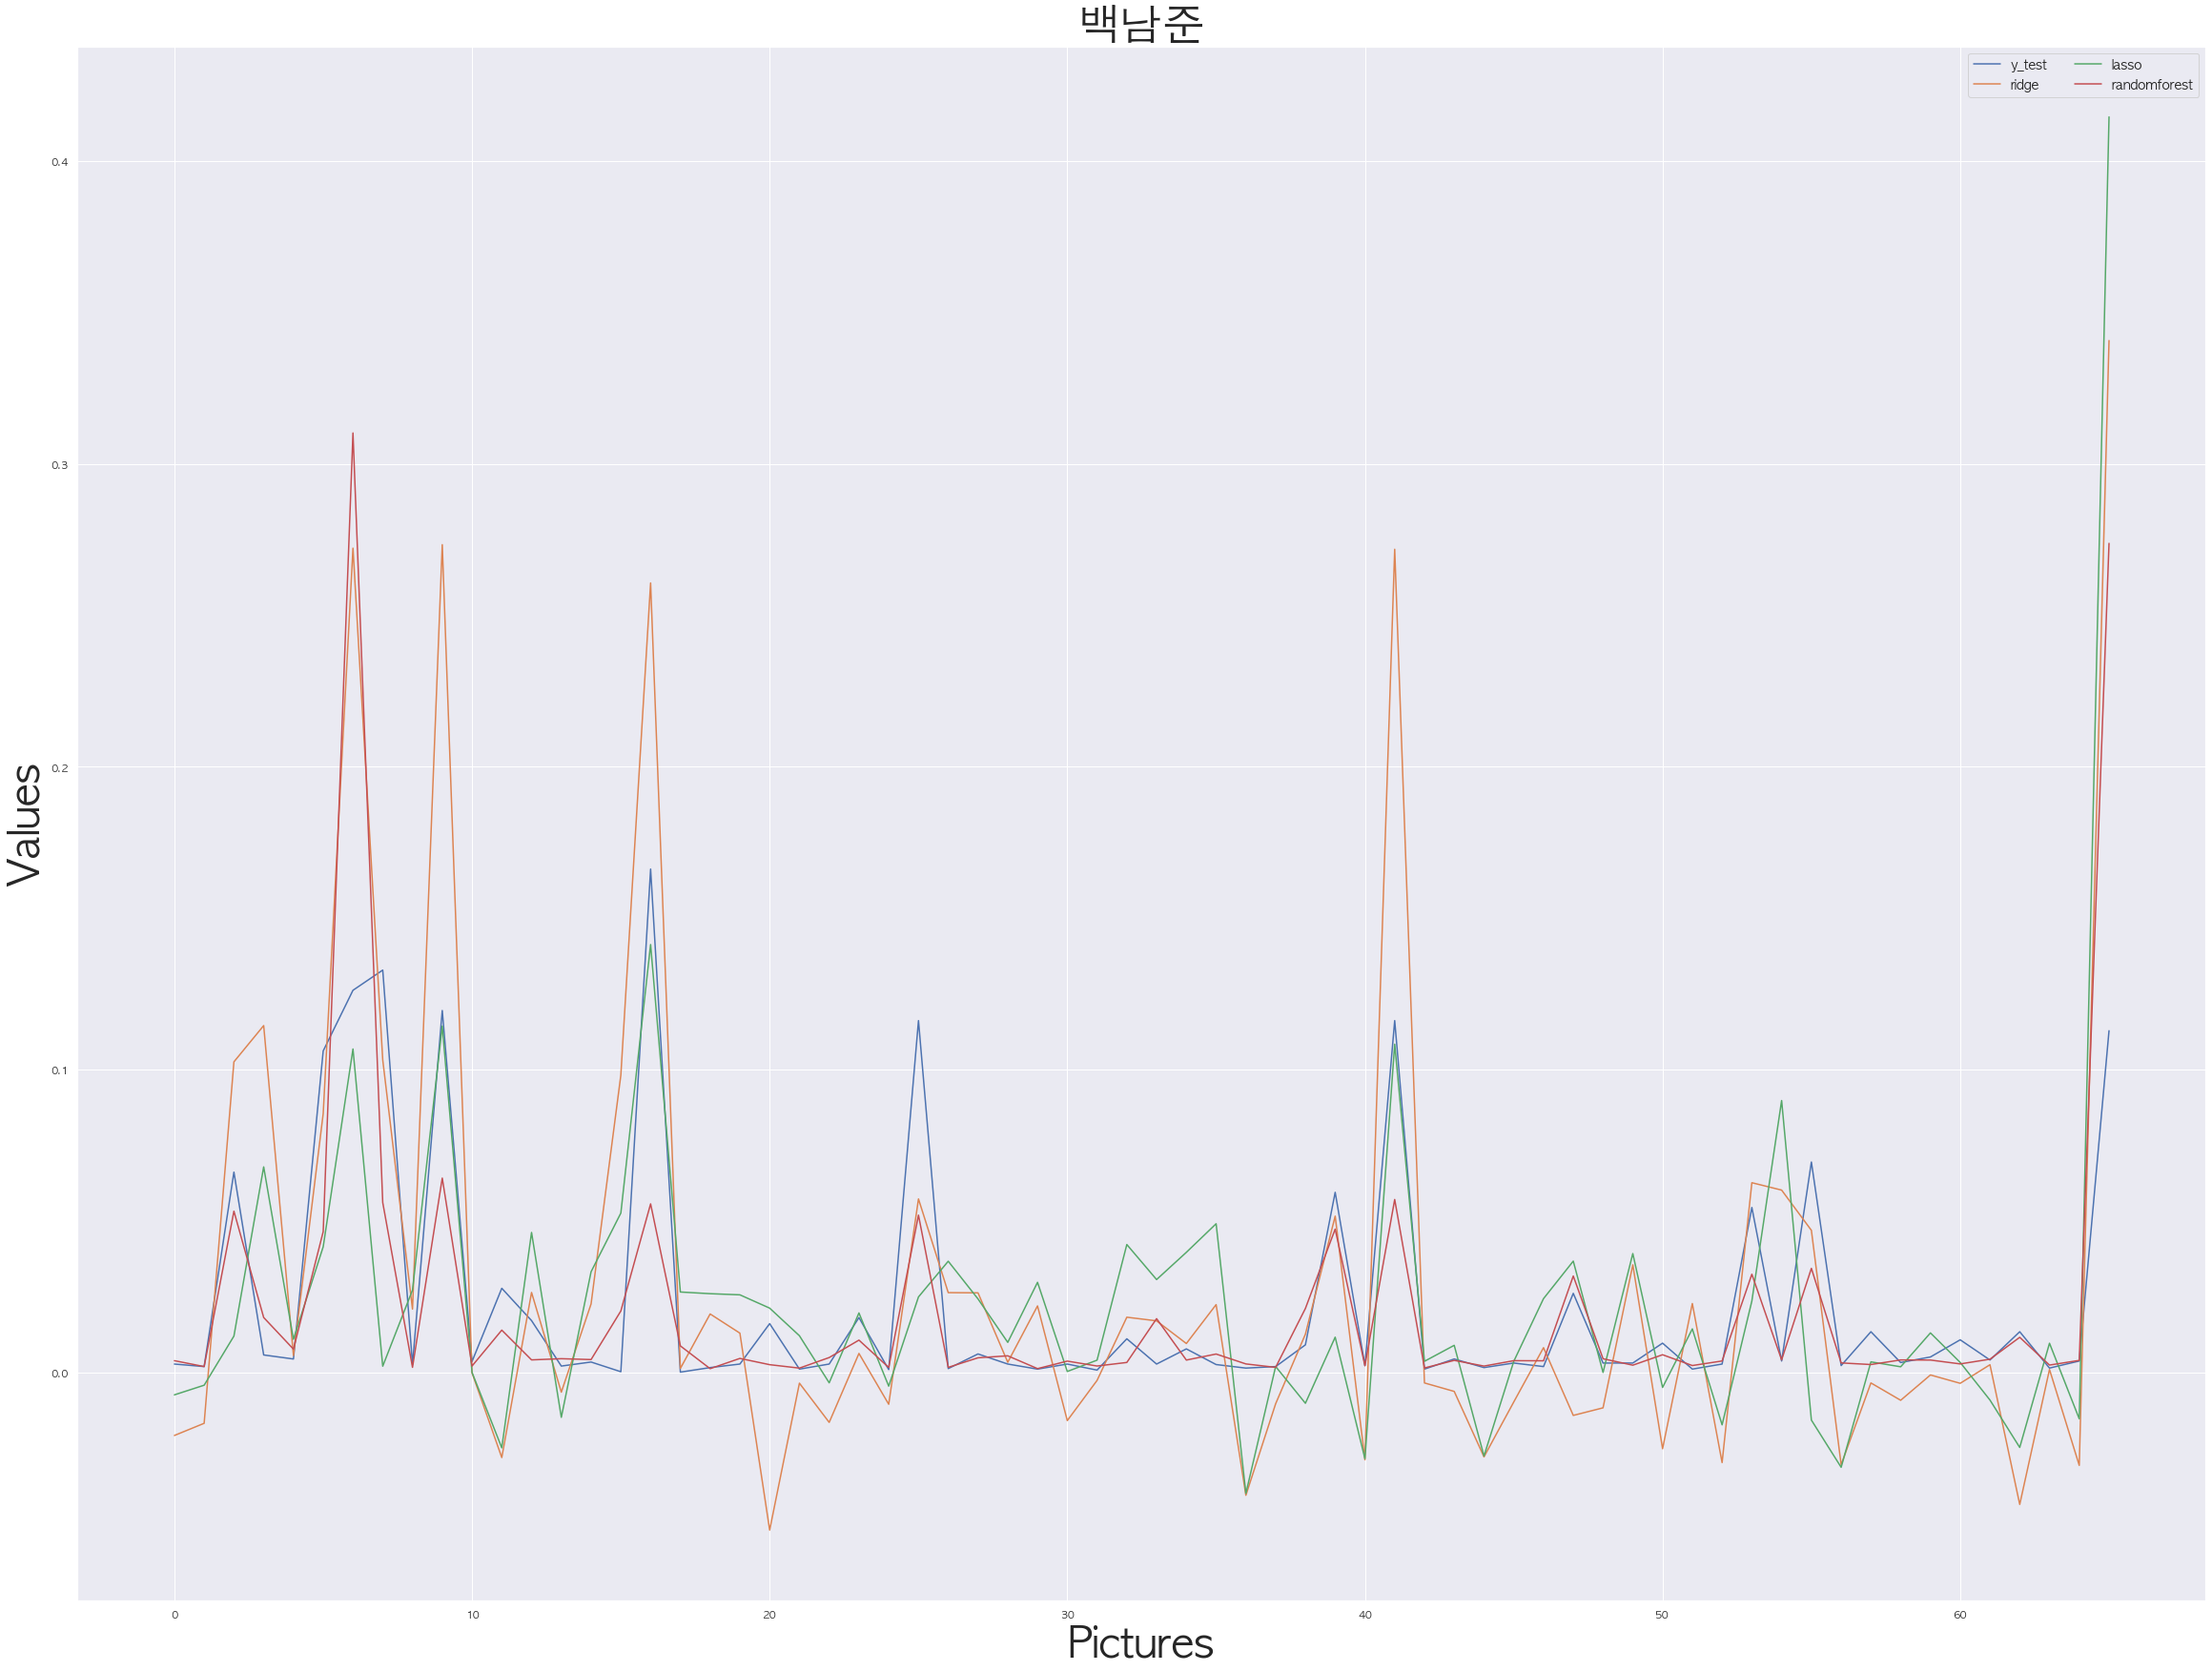 백남준
y_test
lasso
ridge
randomforest
0.4
0.3
0.2
0.1
0.0
Values
0 10 20 30 40 50 60
Pictures